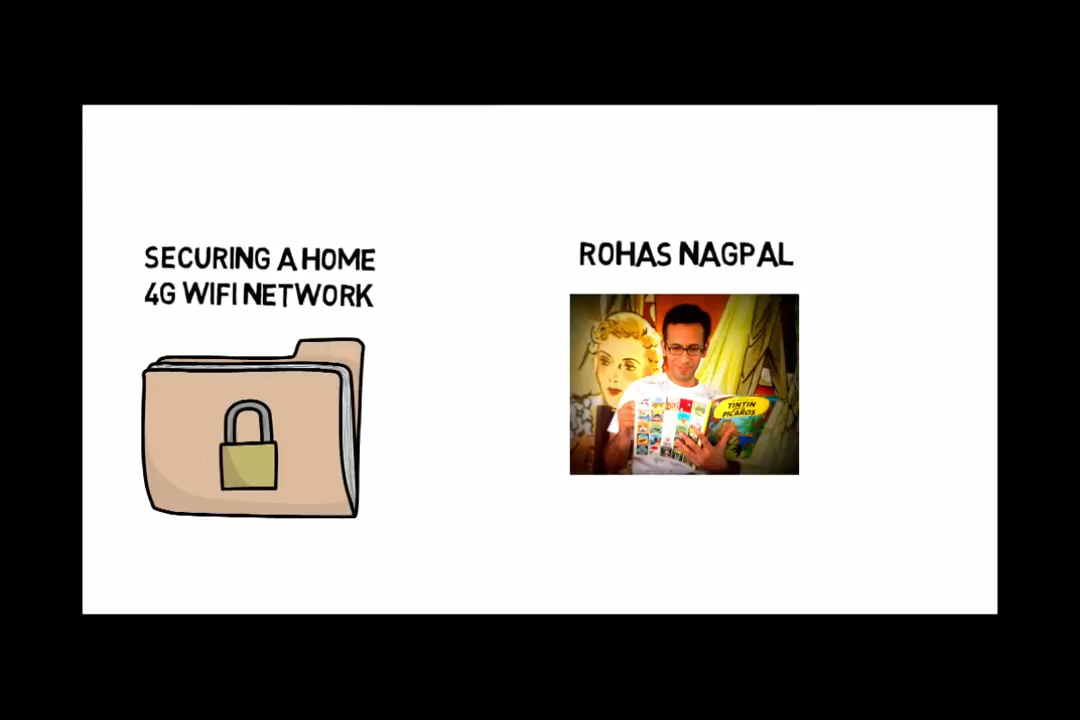 SECURING A HOME
4G WIFI NETWORK
ROHAS NAGPAL
TINTIN
PICAROS